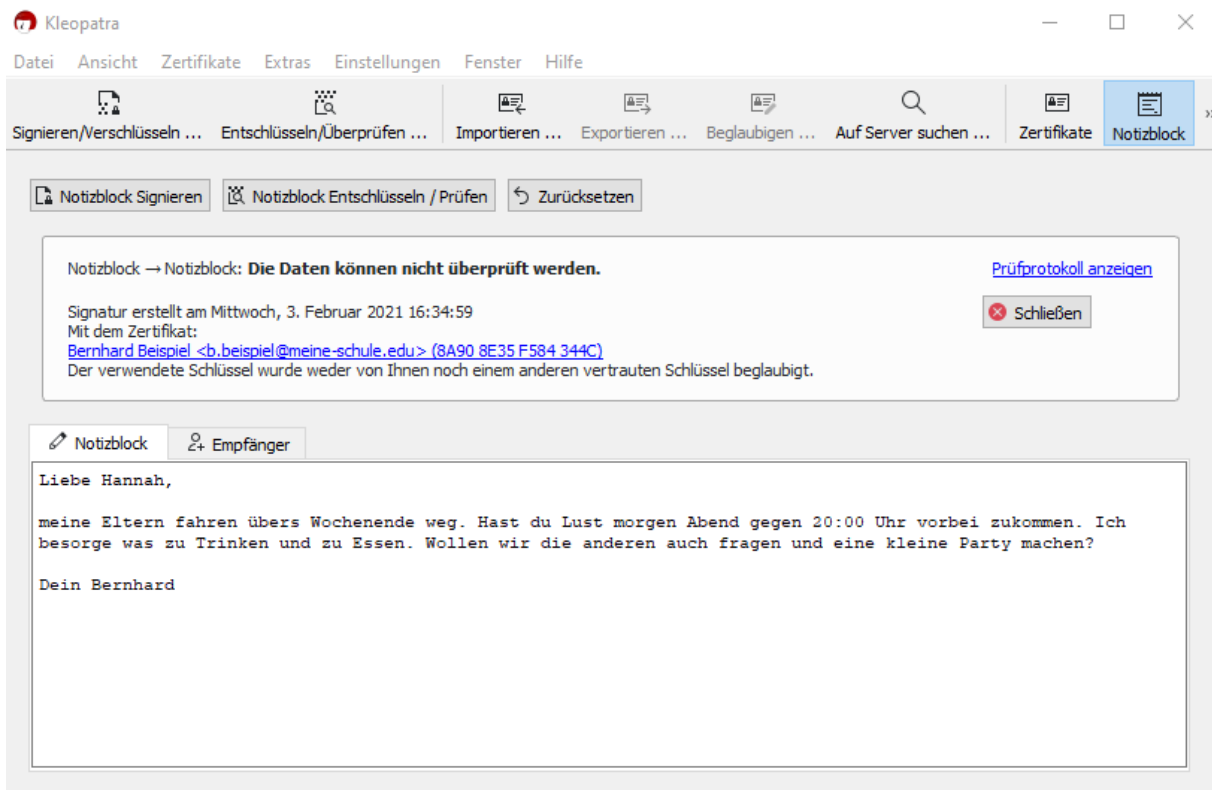 Kleopatra
Datei Ansicht Zertifikate Extras Einstellungen Fenster Hilfe
Signieren/Verschlüsseln ... Entschlüsseln/Überprüfen ... Importieren ... Exportieren ... Beglaubigen ... Auf Server suchen ... Zertifikate Notizblock »
Notizblock Signieren Notizblock Entschlüsseln / Prüfen Zurücksetzen
Notizblock → Notizblock: Die Daten können nicht überprüft werden. Prüfprotokoll anzeigen
Signatur erstellt am Mittwoch, 3. Februar 2021 16:34:59 Schließen
Mit dem Zertifikat:
Bernhard Beispiel <b.beispiel@meine-schule.edu> (8A90 8E35 F584 344C)
Der verwendete Schlüssel wurde weder von Ihnen noch einem anderen vertrauten Schlüssel beglaubigt.
Notizblock Empfänger
Liebe Hannah,
meine Eltern fahren übers Wochenende weg. Hast du Lust morgen Abend gegen 20:00 Uhr vorbei zukommen. Ich
besorge was zu Trinken und zu Essen. Wollen wir die anderen auch fragen und eine kleine Party machen?
Dein Bernhard